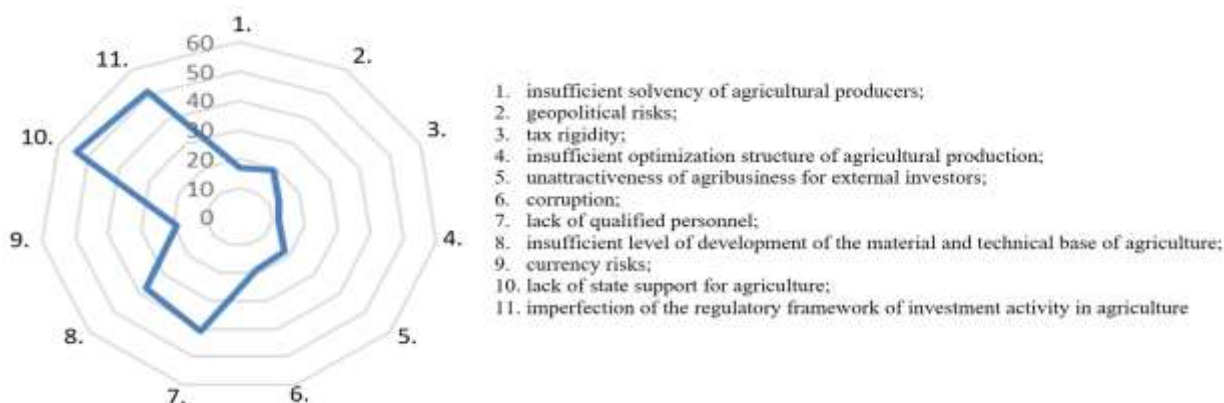 1.
60
2.
50
11.
40
30
3.
10.
20
10
0
4.
9.
5.
8.
6.
7.
1. insufficient solvency of agricultural producers;
2. geopolitical risks;
3. tax rigidity;
4. insufficient optimization structure of agricultural production;
5. unattractiveness of agribusiness for external investors;
6. corruption;
7. lack of qualified personnel;
8. insufficient level of development of the material and technical base of agriculture;
9. currency risks;
10. lack of state support for agriculture;
11. imperfection of the regulatory framework of investment activity in agriculture